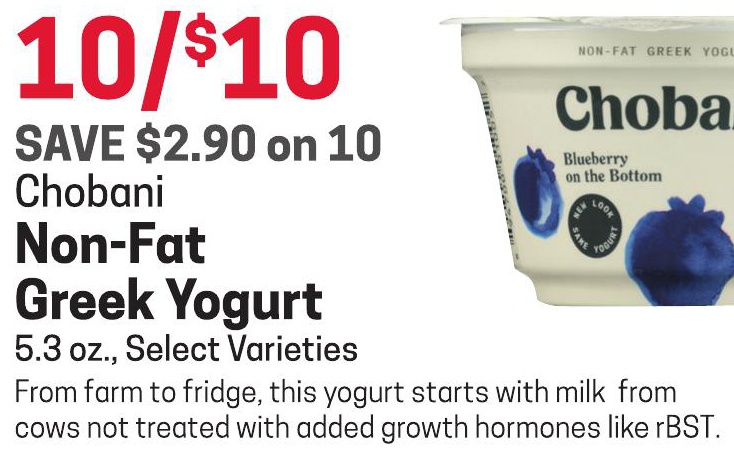 10/$10
SAVE $2.90 on 10
Chobani
Non-Fat
Greek Yogurt
5.3 oz., Select Varieties
From farm to fridge, this yogurt starts with milk from
cows not treated with added growth hormones like rBST.
NON-FAT GREEK YOGU
Choba
Blueberry
on the Bottom
NEW LOOK
SAME YOGURT